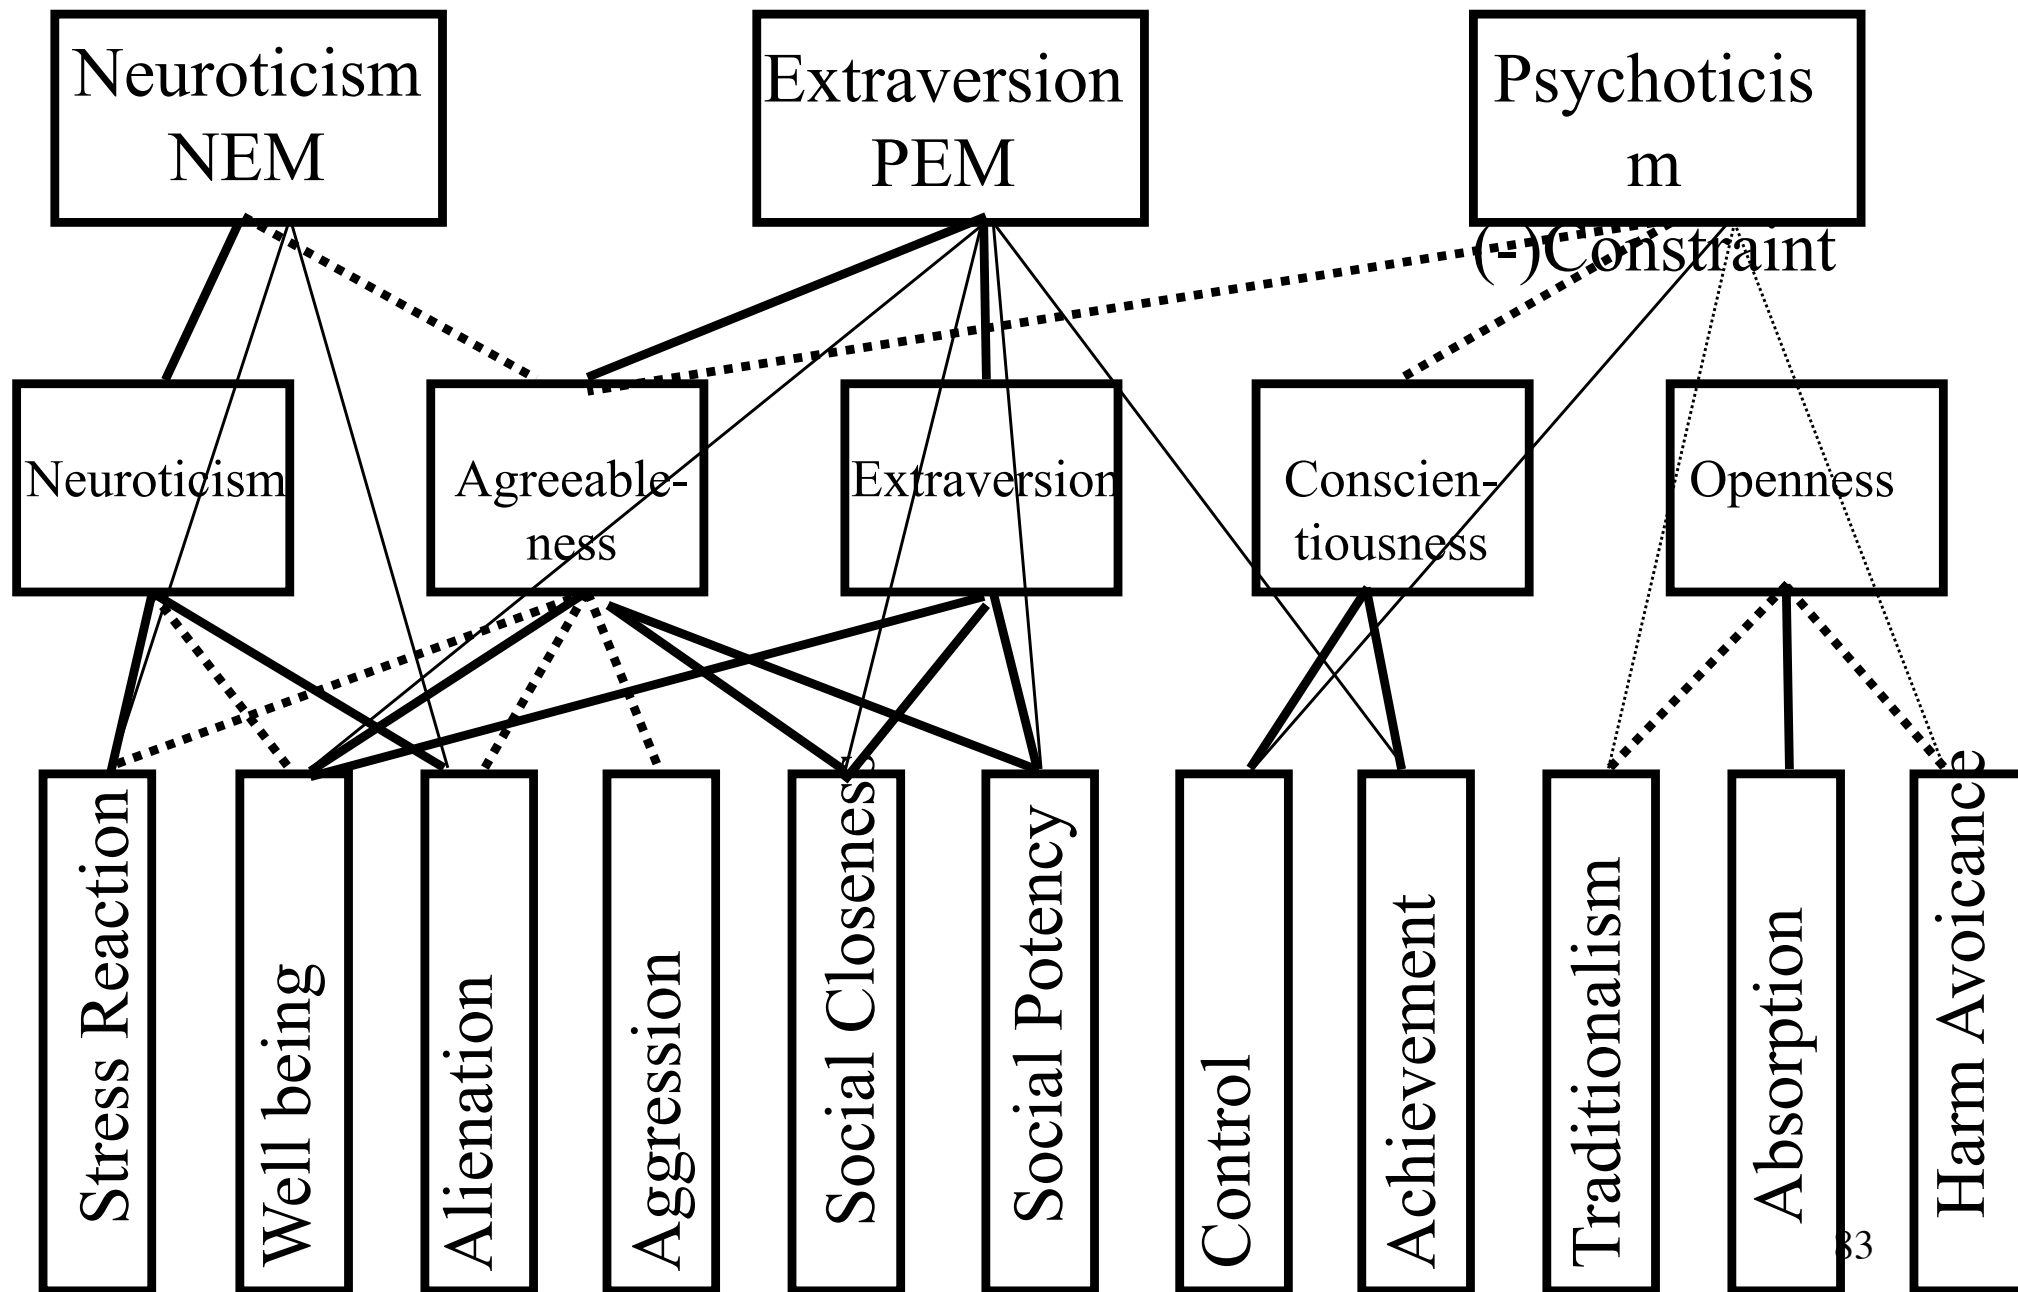 Neuroticism
NEM
Extraversion
PEM
Psychoticis
m
(-)Constraint
Neuroticism
Agreeable-
ness
Extraversion
Conscien-
tiousness
Openness
Stress Reaction
Well being
Alienation
Aggression
Social Closeness
Social Potency
Control
Achievement
Traditionalism
Absorption
Harm Avoicance
83